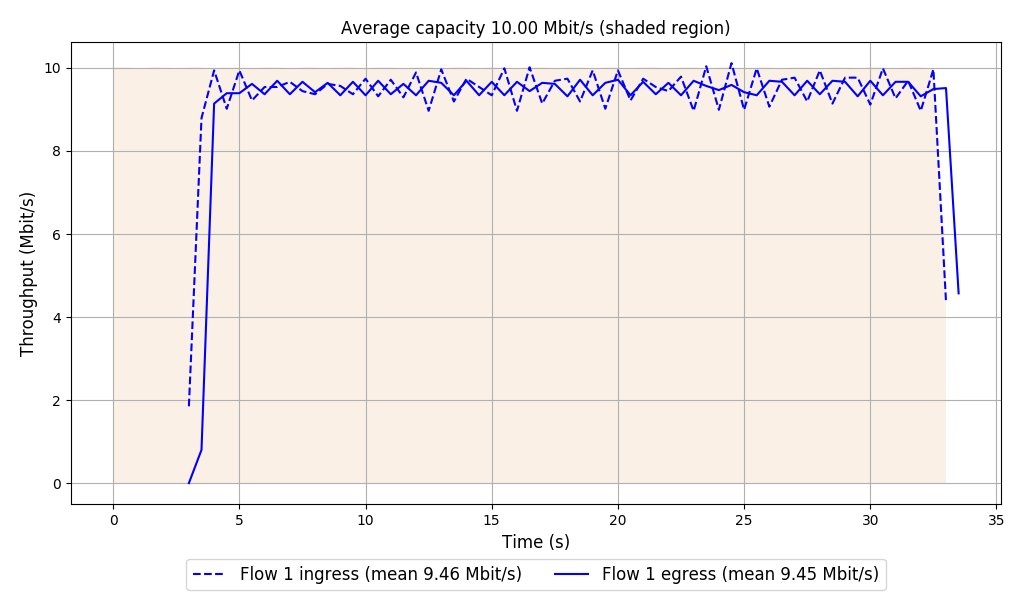 Average capacity 10.00 Mbit/s (shaded region)
10
8
6
4
2
0
Throughput (Mbit/s)
0 5 10 15 20 25 30 35
Time (s)
Flow 1 ingress (mean 9.46 Mbit/s) Flow 1 egress (mean 9.45 Mbit/s)